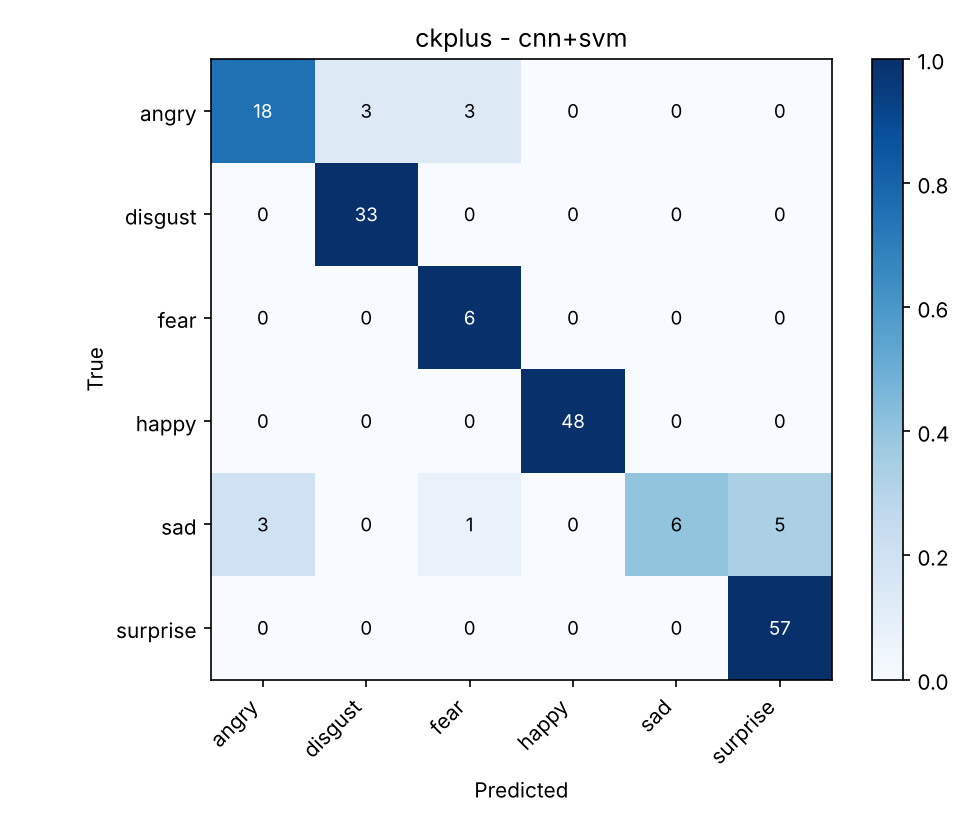 ckplus - cnn+svm
angry 18 3 3 0 0 0
disgust 0 33 0 0 0 0
fear 0 0 6 0 0 0
happy 0 0 0 48 0 0
sad 3 0 1 0 6 5
surprise 0 0 0 0 0 57
True
angry disgust fear happy sad surprise
Predicted
1.0
0.8
0.6
0.4
0.2
0.0